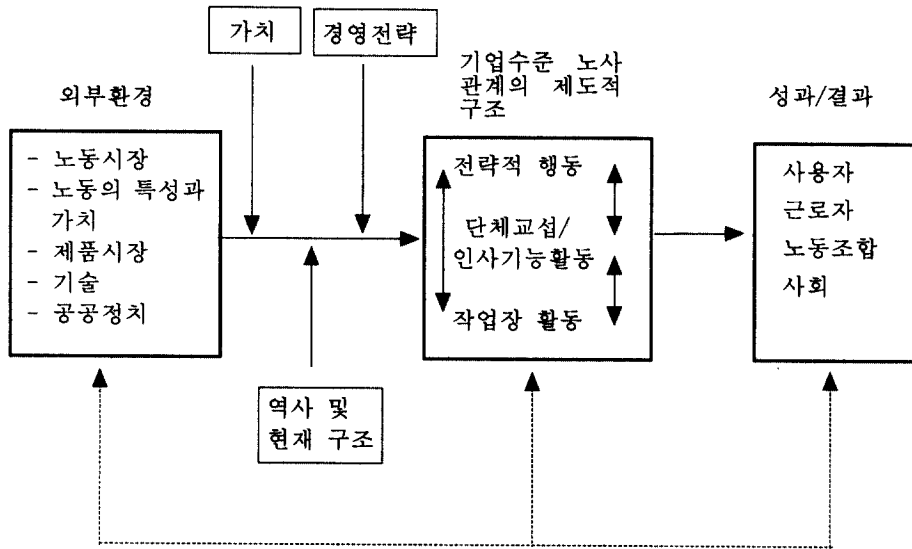 가치
경영전략
외부환경
- 노동시장
- 노동의 특성과
가치
- 제품시장
- 기술
- 공공정치
역사 및
현재 구조
기업수준 노사
관계의 제도적
구조
전략적 행동
단체교섭/
인사기능활동
작업장 활동
성과/결과
사용자
근로자
노동조합
사회